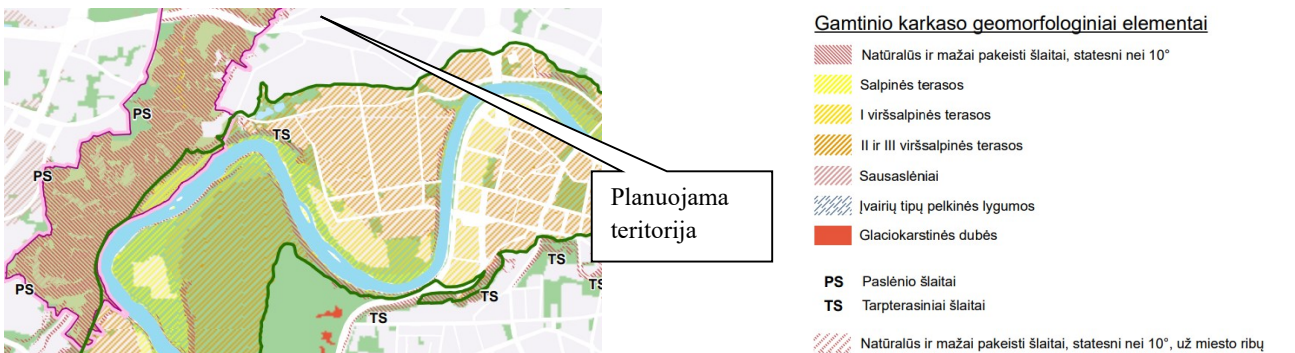 PS
TS
PS
PS
TS
TS
TS
TS
Planuojama
teritorija
Gamtinio karkaso geomorfologiniai elementai
Natūralūs ir mažai pakeisti šlaitai, statesni nei 10°
Salpinės terasos
I viršsalpinės terasos
II ir III viršsalpinės terasos
Sausaslėniai
Įvairių tipų pelkinės lygumos
Glaciokarstinės dubės
PS Paslėnio šlaitai
TS Tarpterasiniai šlaitai
Natūralūs ir mažai pakeisti šlaitai, statesni nei 10°, už miesto ribų